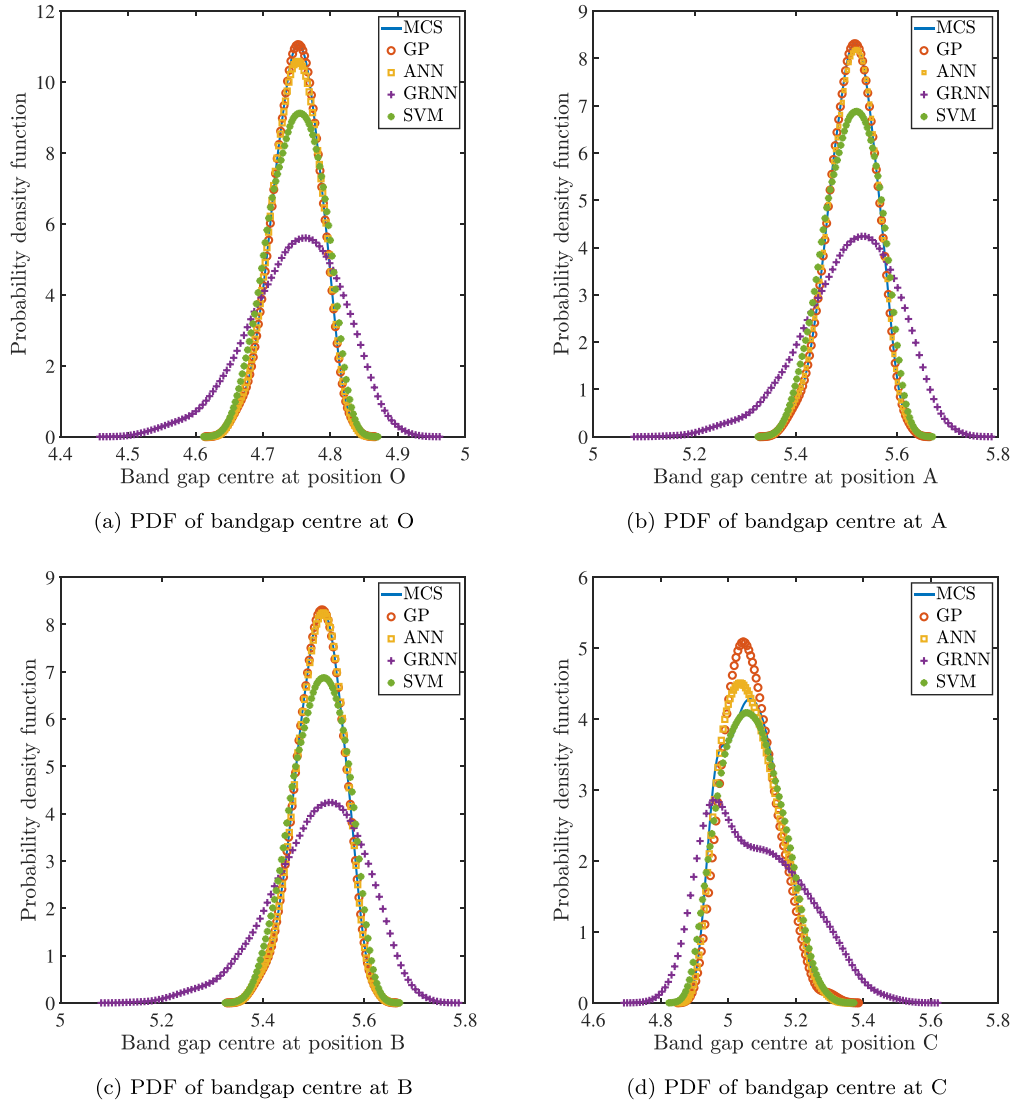 12
10
8
6
4
2
0
4.4
4.5
4.6
4.7
4.8
4.9
5
Probability density function
Band gap centre at position O
MCS
GP
ANN
GRNN
SVM
(a) PDF of bandgap centre at O
9
8
7
6
5
4
3
2
1
0
5
5.2
5.4
5.6
5.8
Probability density function
Band gap centre at position A
MCS
GP
ANN
GRNN
SVM
(b) PDF of bandgap centre at A
9
8
7
6
5
4
3
2
1
0
5
5.2
5.4
5.6
5.8
Probability density function
Band gap centre at position B
MCS
GP
ANN
GRNN
SVM
(c) PDF of bandgap centre at B
6
5
4
3
2
1
0
4.6
4.8
5
5.2
5.4
5.6
5.8
Probability density function
Band gap centre at position C
MCS
GP
ANN
GRNN
SVM
(d) PDF of bandgap centre at C